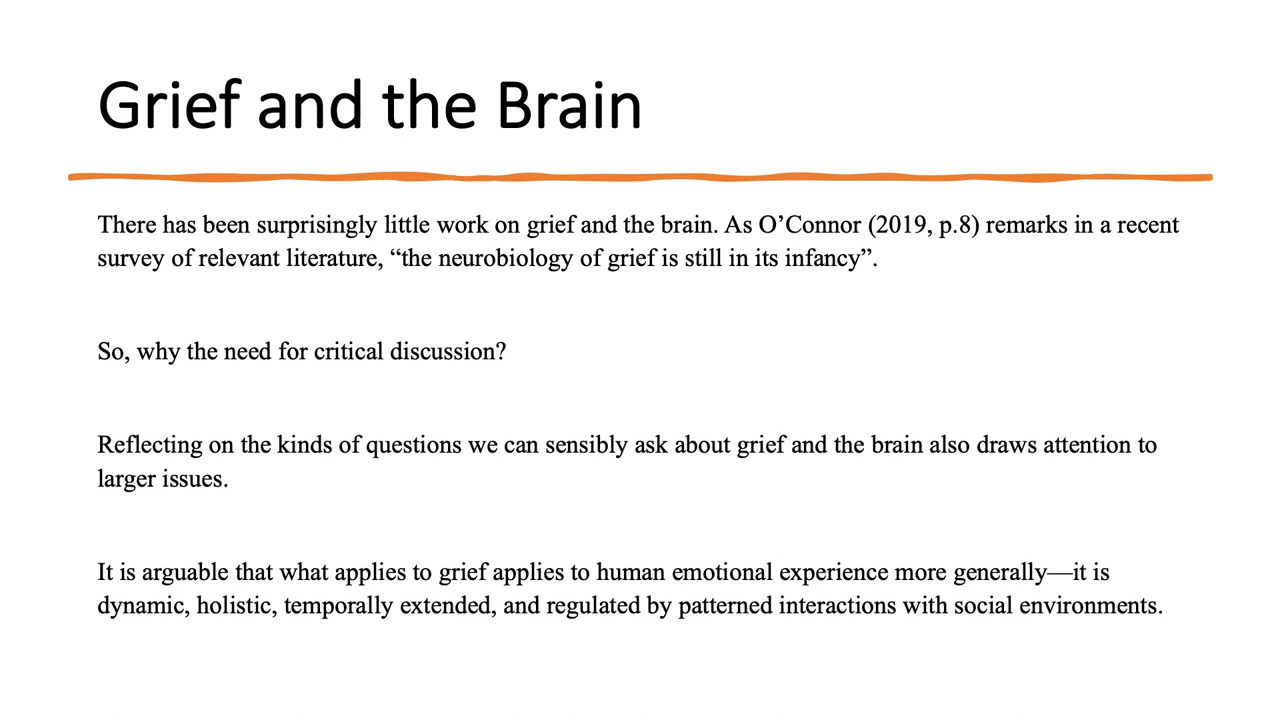 Grief and the Brain
There has been surprisingly little work on grief and the brain. As O’Connor (2019, p.8) remarks in a recent
survey of relevant literature, “the neurobiology of grief is still in its infancy”.
So, why the need for critical discussion?
Reflecting on the kinds of questions we can sensibly ask about grief and the brain also draws attention to
larger issues.
It is arguable that what applies to grief applies to human emotional experience more generally—it is
dynamic, holistic, temporally extended, and regulated by patterned interactions with social environments.